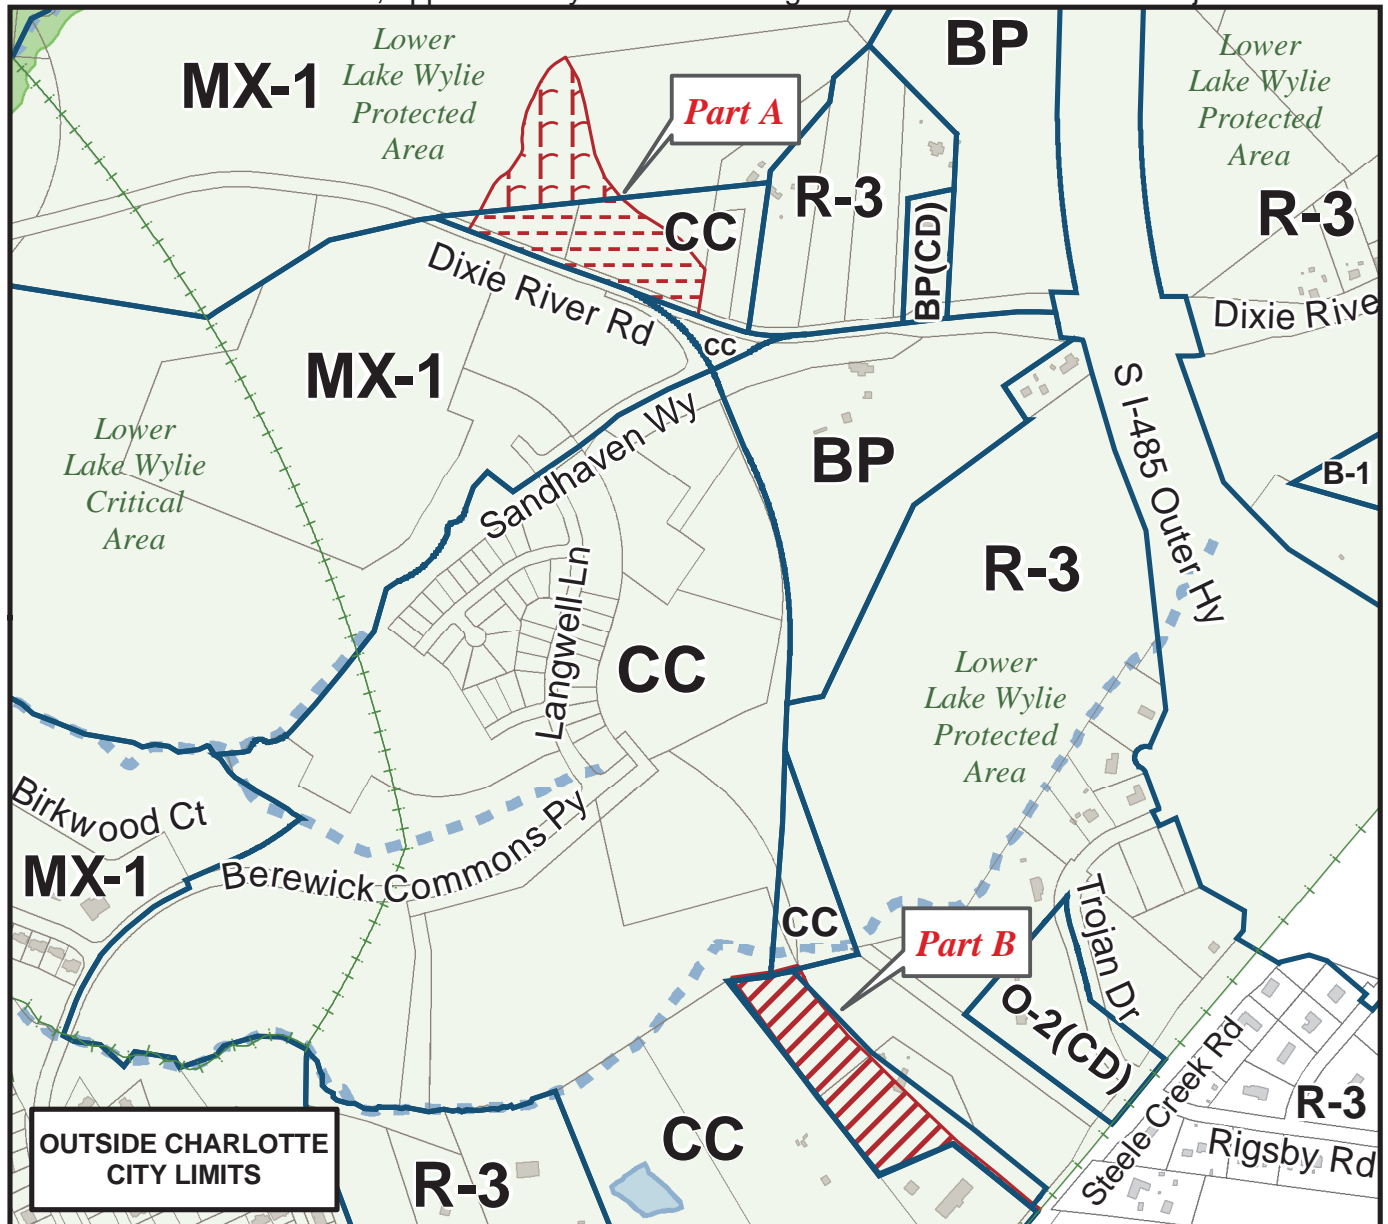 MX-1
Lower
Lake Wylie
Protected
Area
Part A
BP
Lower
Lake Wylie
Protected
Area
R-3
R-3
CC
BP(CD)
Dixie River Rd
Dixie Rive
CC
MX-1
S I-485 Outer Hy
Sandhaven Wy
BP
B-1
Lower
Lake Wylie
Critical
Area
R-3
Langwell Ln
CC
Lower
Lake Wylie
Protected
Area
Birkwood Ct
MX-1
Berewick Commons Py
CC
Part B
Trojan Dr
O-2(CD)
Steele Creek Rd
R-3
Rigsby Rd
OUTSIDE CHARLOTTE
CITY LIMITS
CC
R-3